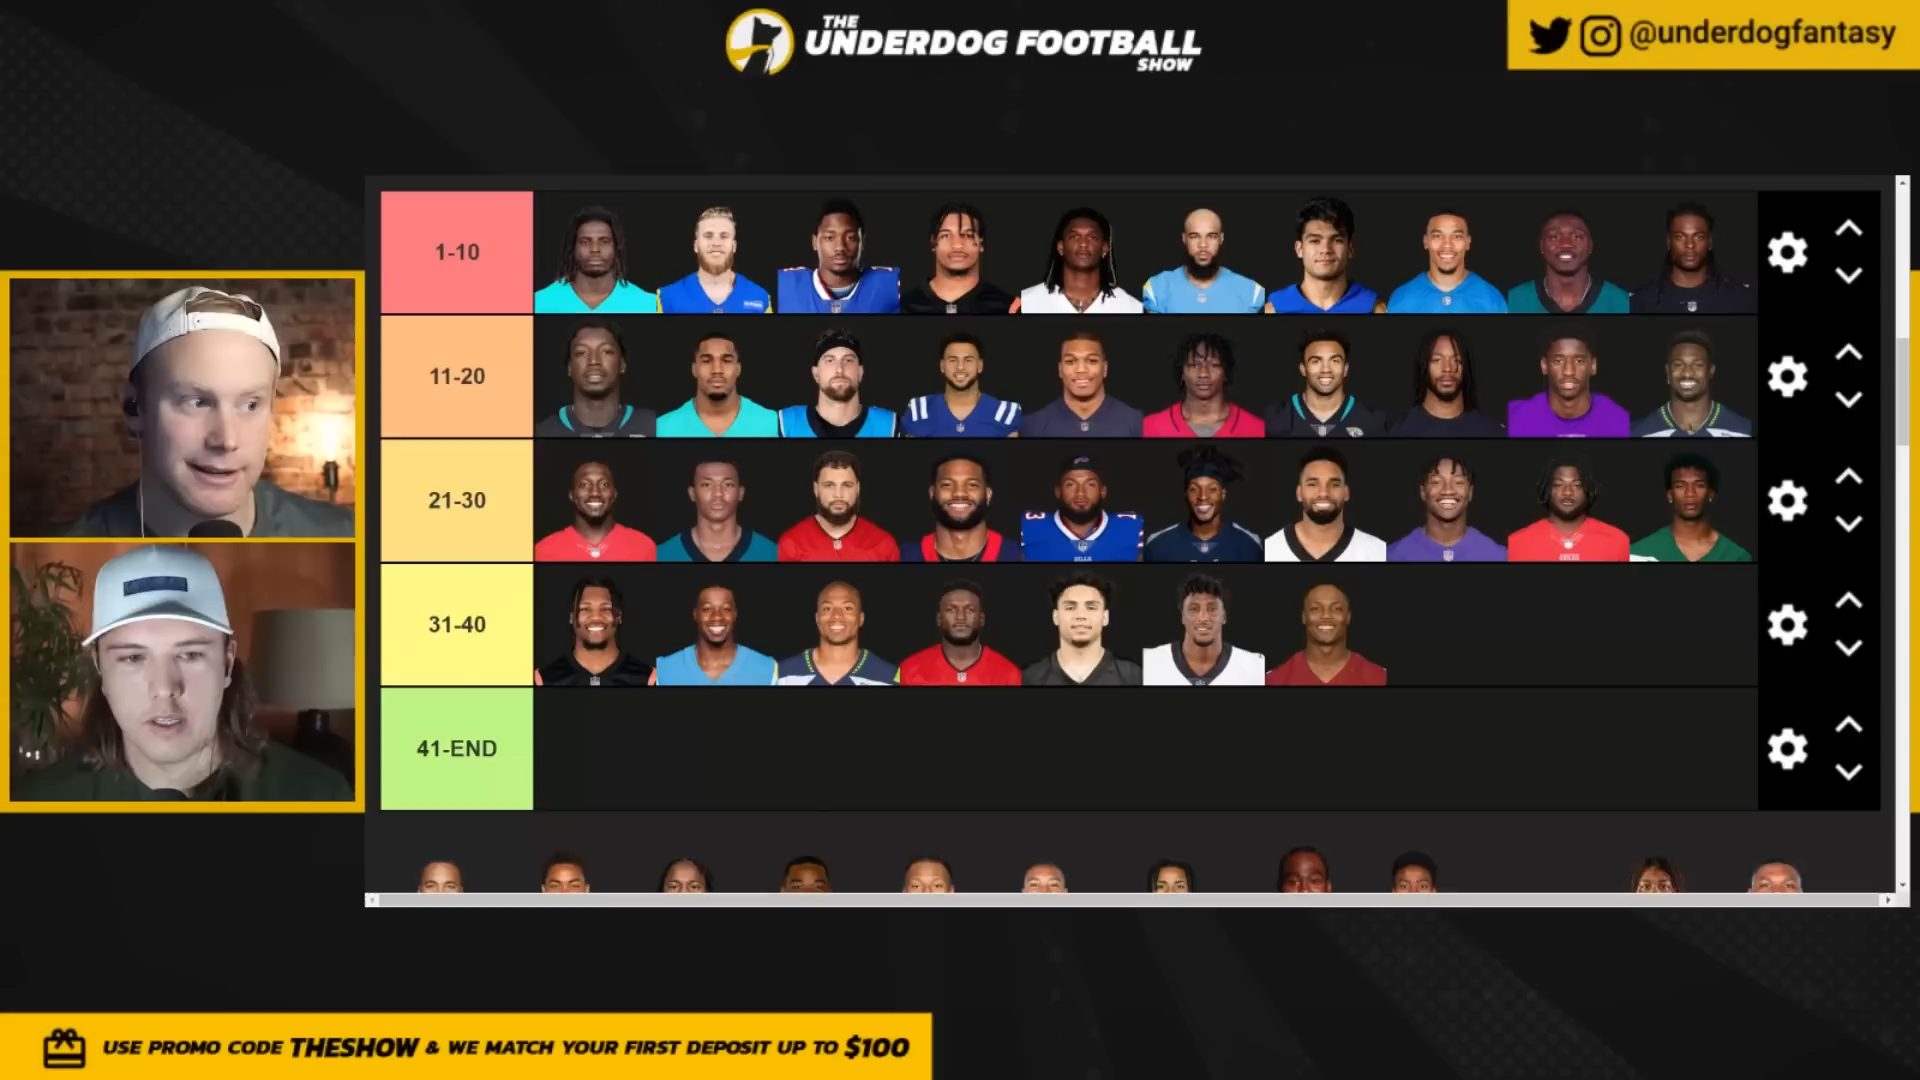 THE
UNDERDOG FOOTBALL
SHOW
@underdogfantasy
1-10
11-20
21-30
31-40
41-END
USE PROMO CODE THESHOW & WE MATCH YOUR FIRST DEPOSIT UP TO $100